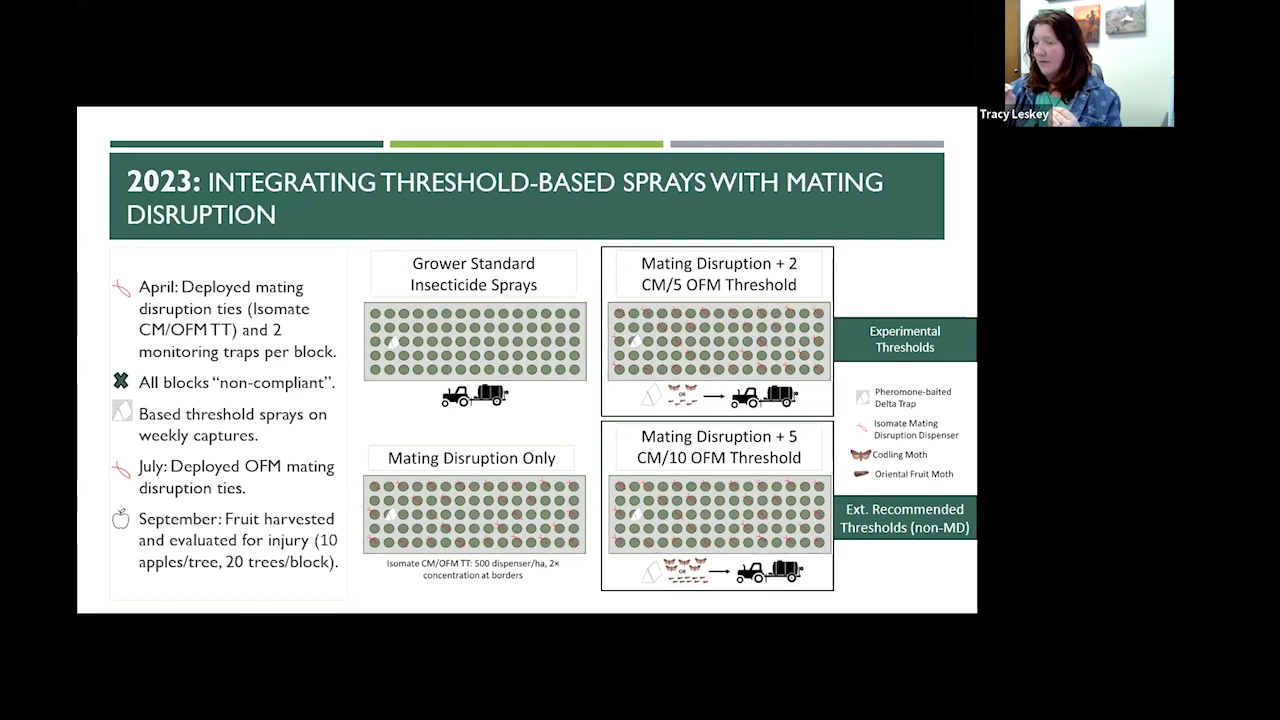 Tracy Leskey
2023: INTEGRATING THRESHOLD-BASED SPRAYS WITH MATING
DISRUPTION
April: Deployed mating
disruption ties (Isomate
CM/OFM TT) and 2
monitoring traps per block.
All blocks “non-compliant”.
Based threshold sprays on
weekly captures.
July: Deployed OFM mating
disruption ties.
September: Fruit harvested
and evaluated for injury (10
apples/tree, 20 trees/block).
Grower Standard
Insecticide Sprays
Mating Disruption Only
Isomate CM/OFM TT: 500 dispenser/ha, 2×
concentration at borders
Mating Disruption + 2
CM/5 OFM Threshold
OR
Mating Disruption + 5
CM/10 OFM Threshold
OR
Experimental
Thresholds
Pheromone-baited
Delta Trap
Isomate Mating
Disruption Dispenser
Codling Moth
Oriental Fruit Moth
Ext. Recommended
Thresholds (non-MD)